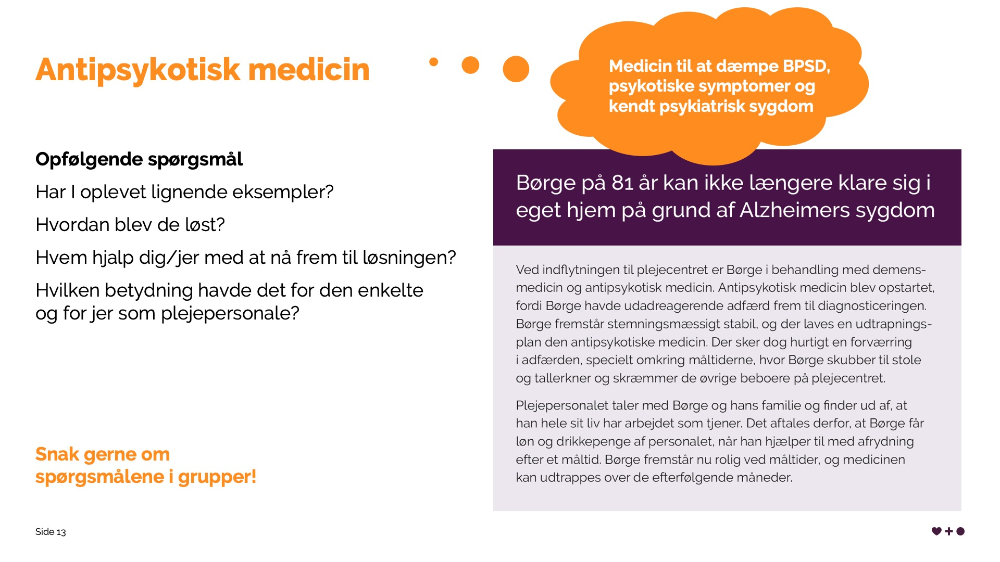 Antipsykotisk medicin
Medicin til at dæmpe BPSD,
psykotiske symptomer og
kendt psykiatrisk sygdom
Opfølgende spørgsmål
Har I oplevet lignende eksempler?
Hvordan blev de løst?
Hvem hjalp dig/jer med at nå frem til løsningen?
Hvilken betydning havde det for den enkelte
og for jer som plejepersonale?
Snak gerne om
spørgsmålene i grupper!
Børge på 81 år kan ikke længere klare sig i
eget hjem på grund af Alzheimers sygdom
Ved indflytningen til plejecentret er Børge i behandling med demens-
medicin og antipsykotisk medicin. Antipsykotisk medicin blev opstartet,
fordi Børge havde udadreagerende adfærd frem til diagnosticeringen.
Børge fremstår stemningsmæssigt stabil, og der laves en udtrapnings-
plan den antipsykotiske medicin. Der sker dog hurtigt en forværring
i adfærden, specielt omkring måltiderne, hvor Børge skubber til stole
og tallerkner og skræmmer de øvrige beboere på plejecentret.
Plejepersonalet taler med Børge og hans familie og finder ud af, at
han hele sit liv har arbejdet som tjener. Det aftales derfor, at Børge får
løn og drikkepenge af personalet, når han hjælper til med afrydning
efter et måltid. Børge fremstår nu rolig ved måltider, og medicinen
kan udtrappes over de efterfølgende måneder.
Side 13